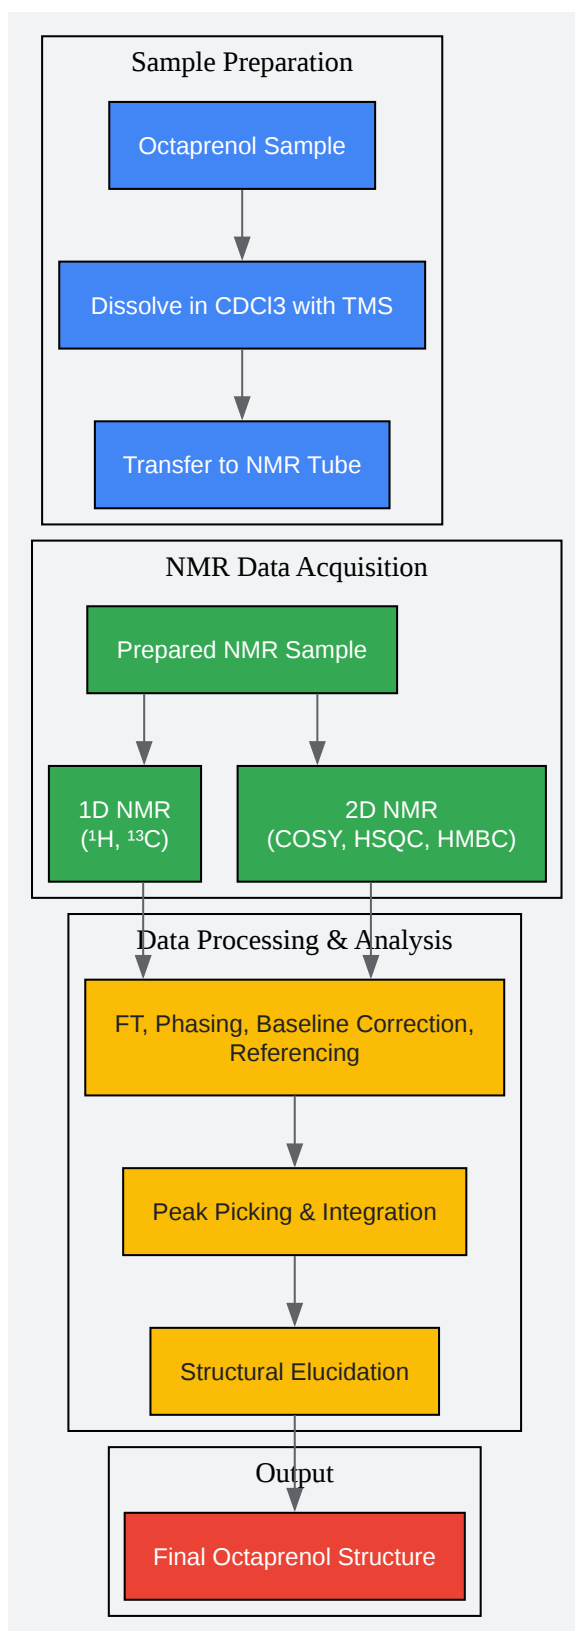 Sample Preparation
Octaprenol Sample
Dissolve in CDCl3 with TMS
Transfer to NMR Tube
NMR Data Acquisition
Prepared NMR Sample
1D NMR
(¹H, ¹³C)
2D NMR
(COSY, HSQC, HMBC)
Data Processing & Analysis
FT, Phasing, Baseline Correction,
Referencing
Peak Picking & Integration
Structural Elucidation
Output
Final Octaprenol Structure